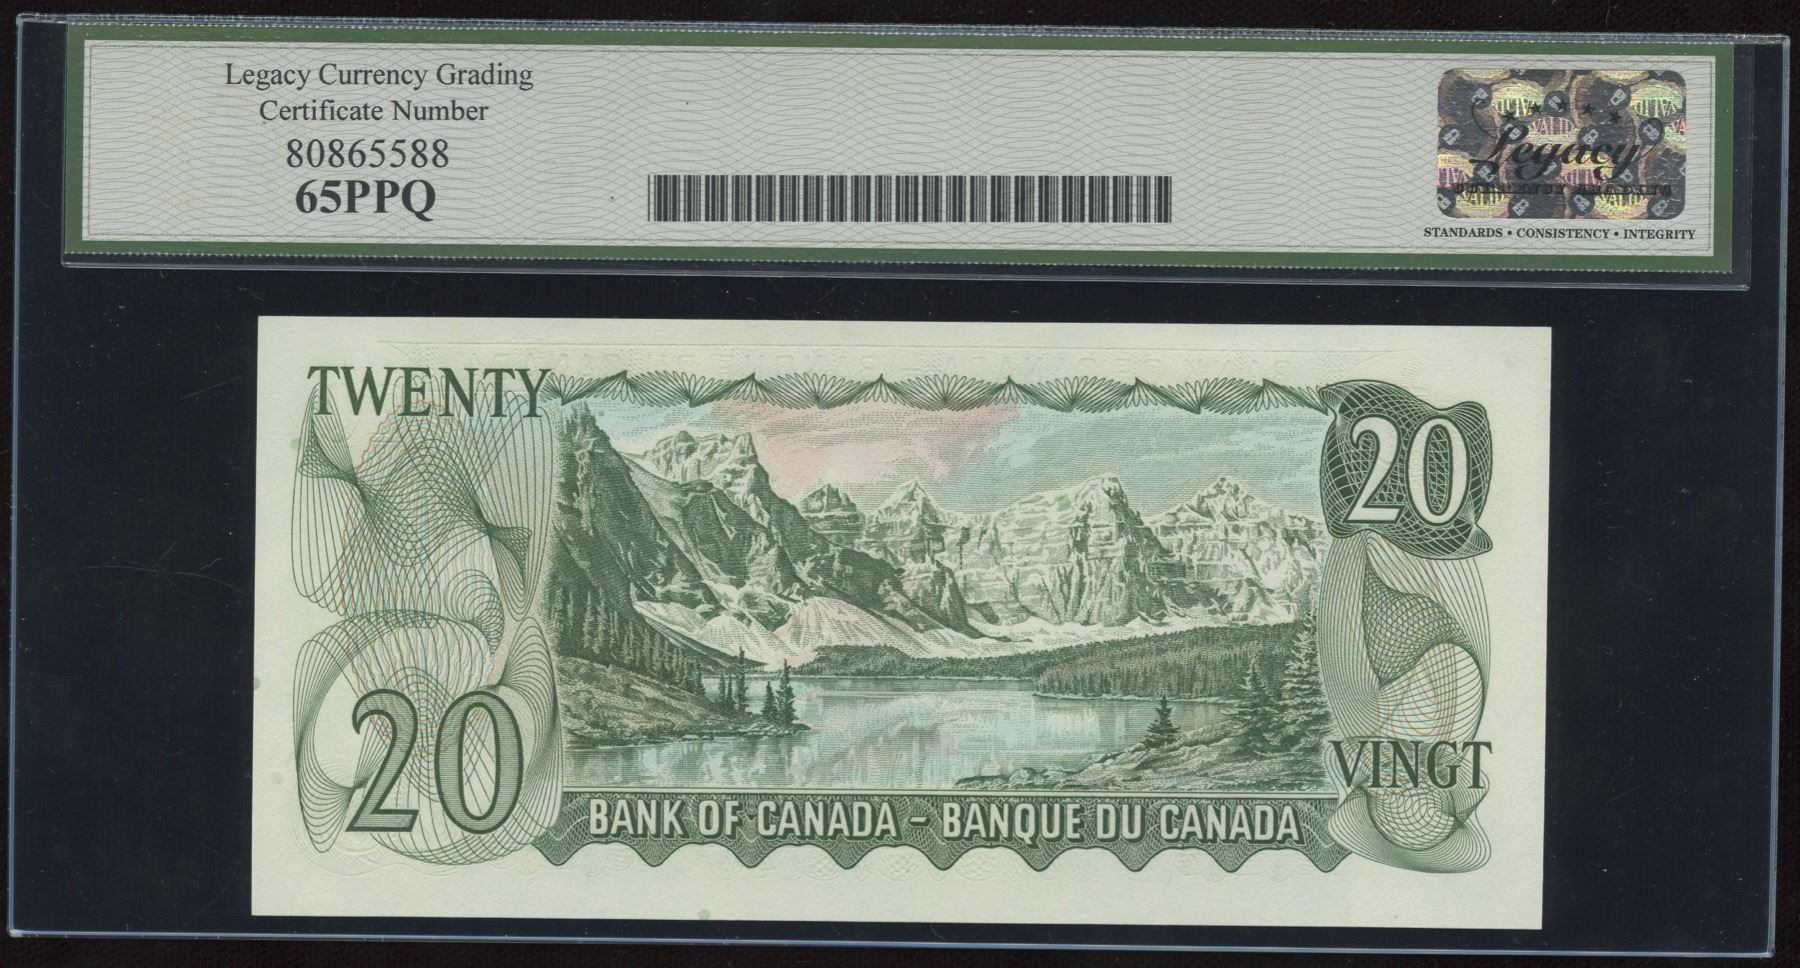 Legacy Currency Grading
Certificate Number
80865588
65PPQ
Legacy
STANDARDS • CONSISTENCY • INTEGRITY
TWENTY
20
20
VINGT
BANK OF CANADA - BANQUE DU CANADA